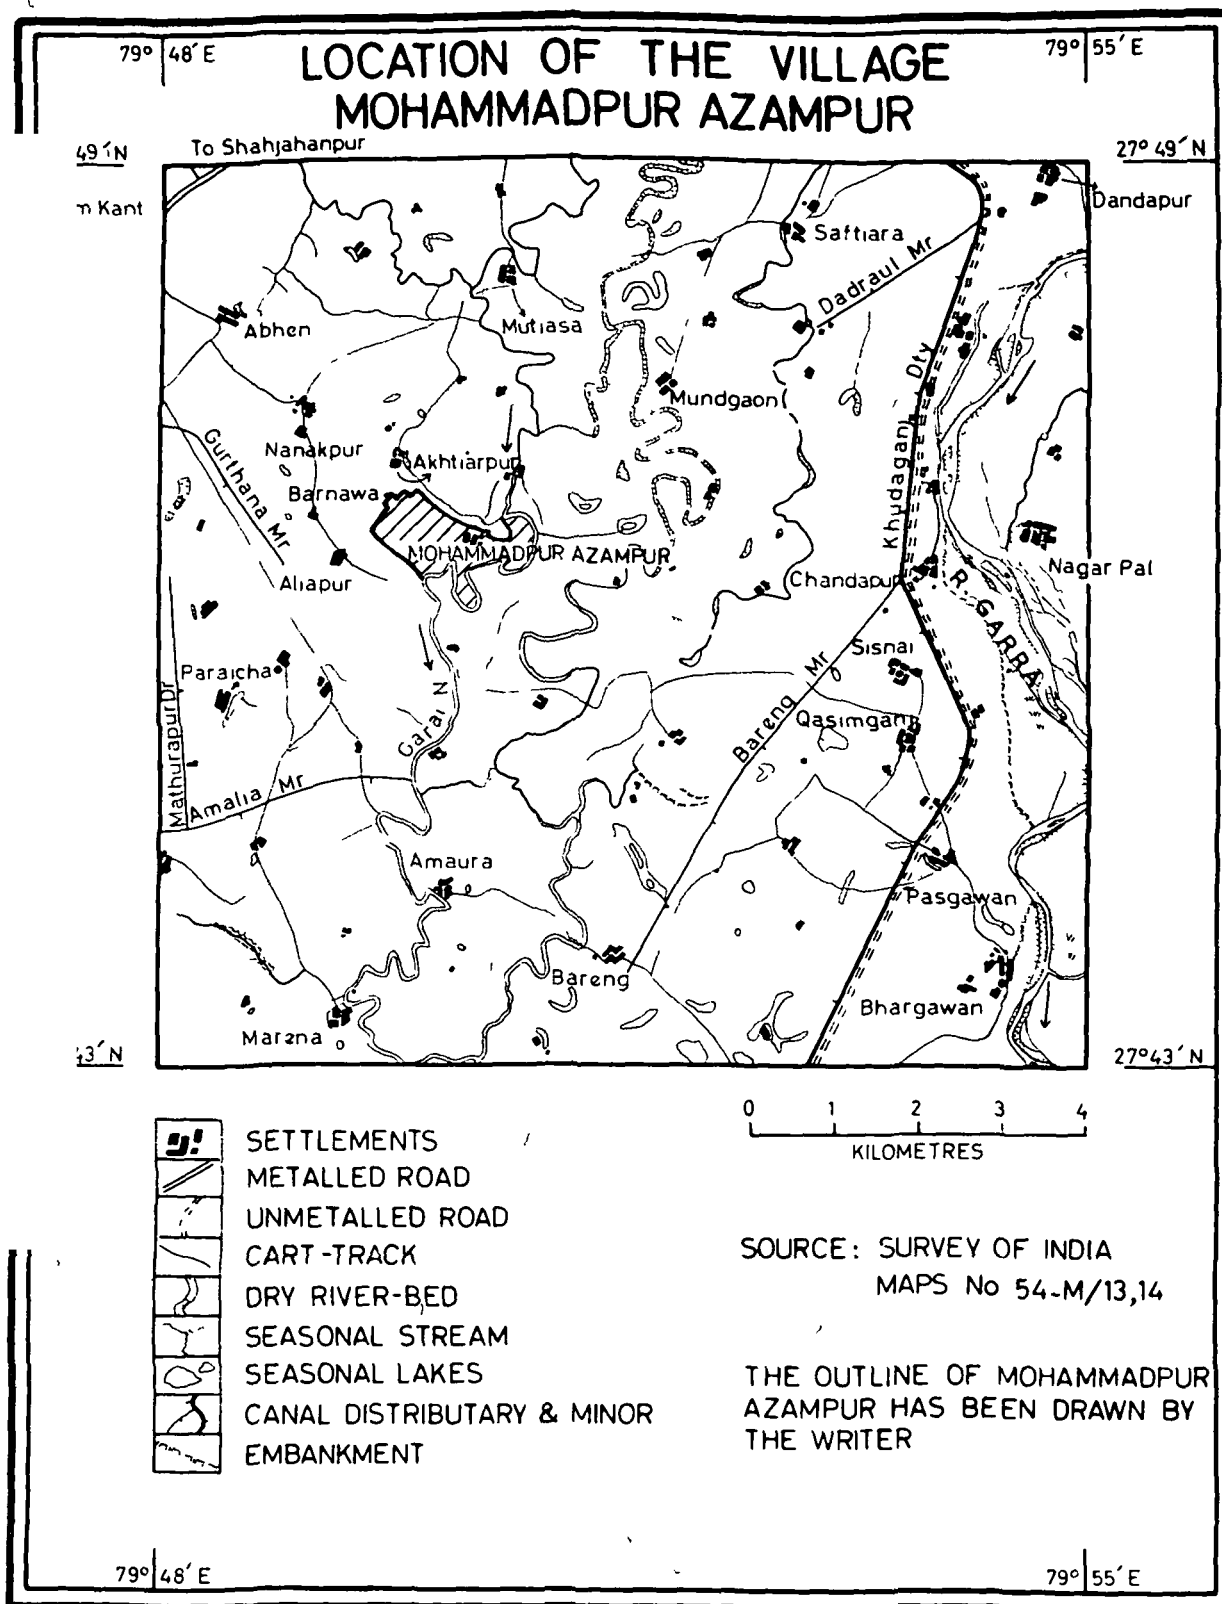 79° 48′ E
79° 55′ E
LOCATION OF THE VILLAGE
MOHAMMADPUR AZAMPUR
To Shahjahanpur
49′N
27° 49′ N
Kant
Dandapur
Saftiara
Dadraul Mr
Abhen
Mutiasa
Khudaganj Dty
Mundgaon
Gurthana Mr
Nanakpur
Akhtiarpur
Barnawa
MOHAMMADPUR AZAMPUR
Nagar Pal
Chandapur
Aliapur
R. GARRA
Sisnai
Paraicha
Mathurapur Dr
Garai N
Bareng Mr
Qasimganj
Amalia Mr
Amaura
Pasgawan
Bareng
Bhargawan
Marena
43′ N
27° 43′ N
0 1 2 3 4
KILOMETRES
SETTLEMENTS
METALLED ROAD
UNMETALLED ROAD
CART-TRACK
DRY RIVER-BED
SEASONAL STREAM
SEASONAL LAKES
CANAL DISTRIBUTARY & MINOR
EMBANKMENT
SOURCE: SURVEY OF INDIA
MAPS No 54-M/13,14
THE OUTLINE OF MOHAMMADPUR
AZAMPUR HAS BEEN DRAWN BY
THE WRITER
79° 48′ E
79° 55′ E